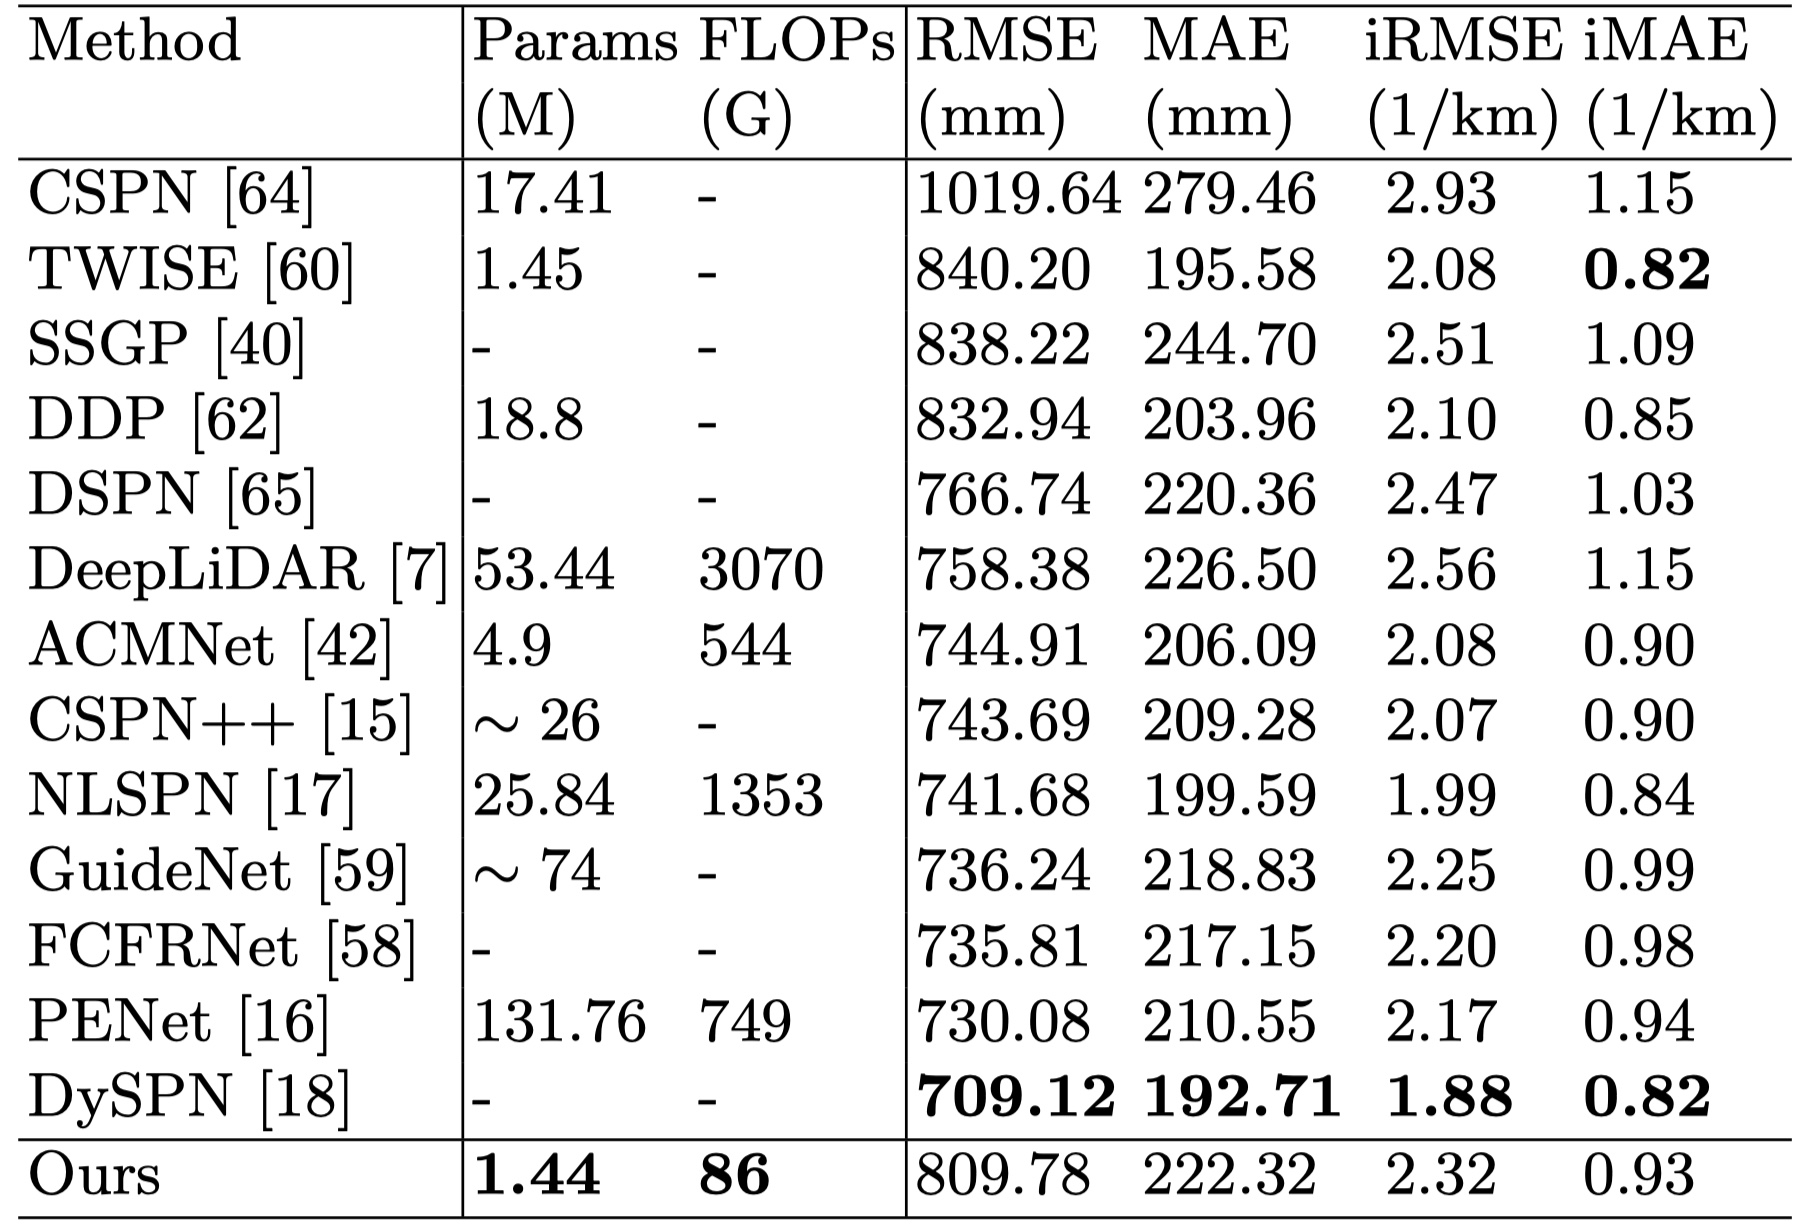 Method Params FLOPs RMSE MAE iRMSE iMAE
(M) (G) (mm) (mm) (1/km) (1/km)
CSPN [64] 17.41 - 1019.64 279.46 2.93 1.15
TWISE [60] 1.45 - 840.20 195.58 2.08 0.82
SSGP [40] - - 838.22 244.70 2.51 1.09
DDP [62] 18.8 - 832.94 203.96 2.10 0.85
DSPN [65] - - 766.74 220.36 2.47 1.03
DeepLiDAR [7] 53.44 3070 758.38 226.50 2.56 1.15
ACMNet [42] 4.9 544 744.91 206.09 2.08 0.90
CSPN++ [15] ~ 26 - 743.69 209.28 2.07 0.90
NLSPN [17] 25.84 1353 741.68 199.59 1.99 0.84
GuideNet [59] ~ 74 - 736.24 218.83 2.25 0.99
FCFRNet [58] - - 735.81 217.15 2.20 0.98
PENet [16] 131.76 749 730.08 210.55 2.17 0.94
DySPN [18] - - 709.12 192.71 1.88 0.82
Ours 1.44 86 809.78 222.32 2.32 0.93